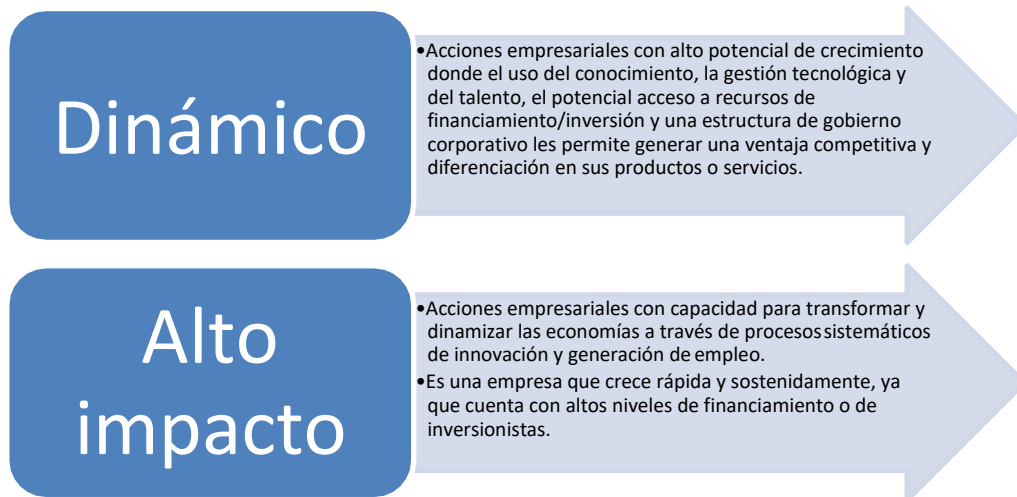 Dinámico
•Acciones empresariales con alto potencial de crecimiento
donde el uso del conocimiento, la gestión tecnológica y
del talento, el potencial acceso a recursos de
financiamiento/inversión y una estructura de gobierno
corporativo les permite generar una ventaja competitiva y
diferenciación en sus productos o servicios.
Alto
impacto
•Acciones empresariales con capacidad para transformar y
dinamizar las economías a través de procesos sistemáticos
de innovación y generación de empleo.
•Es una empresa que crece rápida y sostenidamente, ya
que cuenta con altos niveles de financiamiento o de
inversionistas.